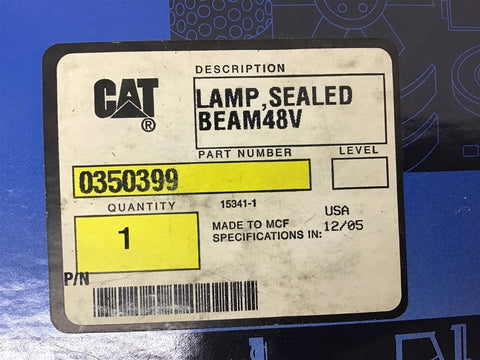 DESCRIPTION
CAT®
LAMP,SEALED
BEAM48V
PART NUMBER
LEVEL
0350399
QUANTITY
15341-1
1
MADE TO MCF
SPECIFICATIONS IN:
USA
12/05
P/N